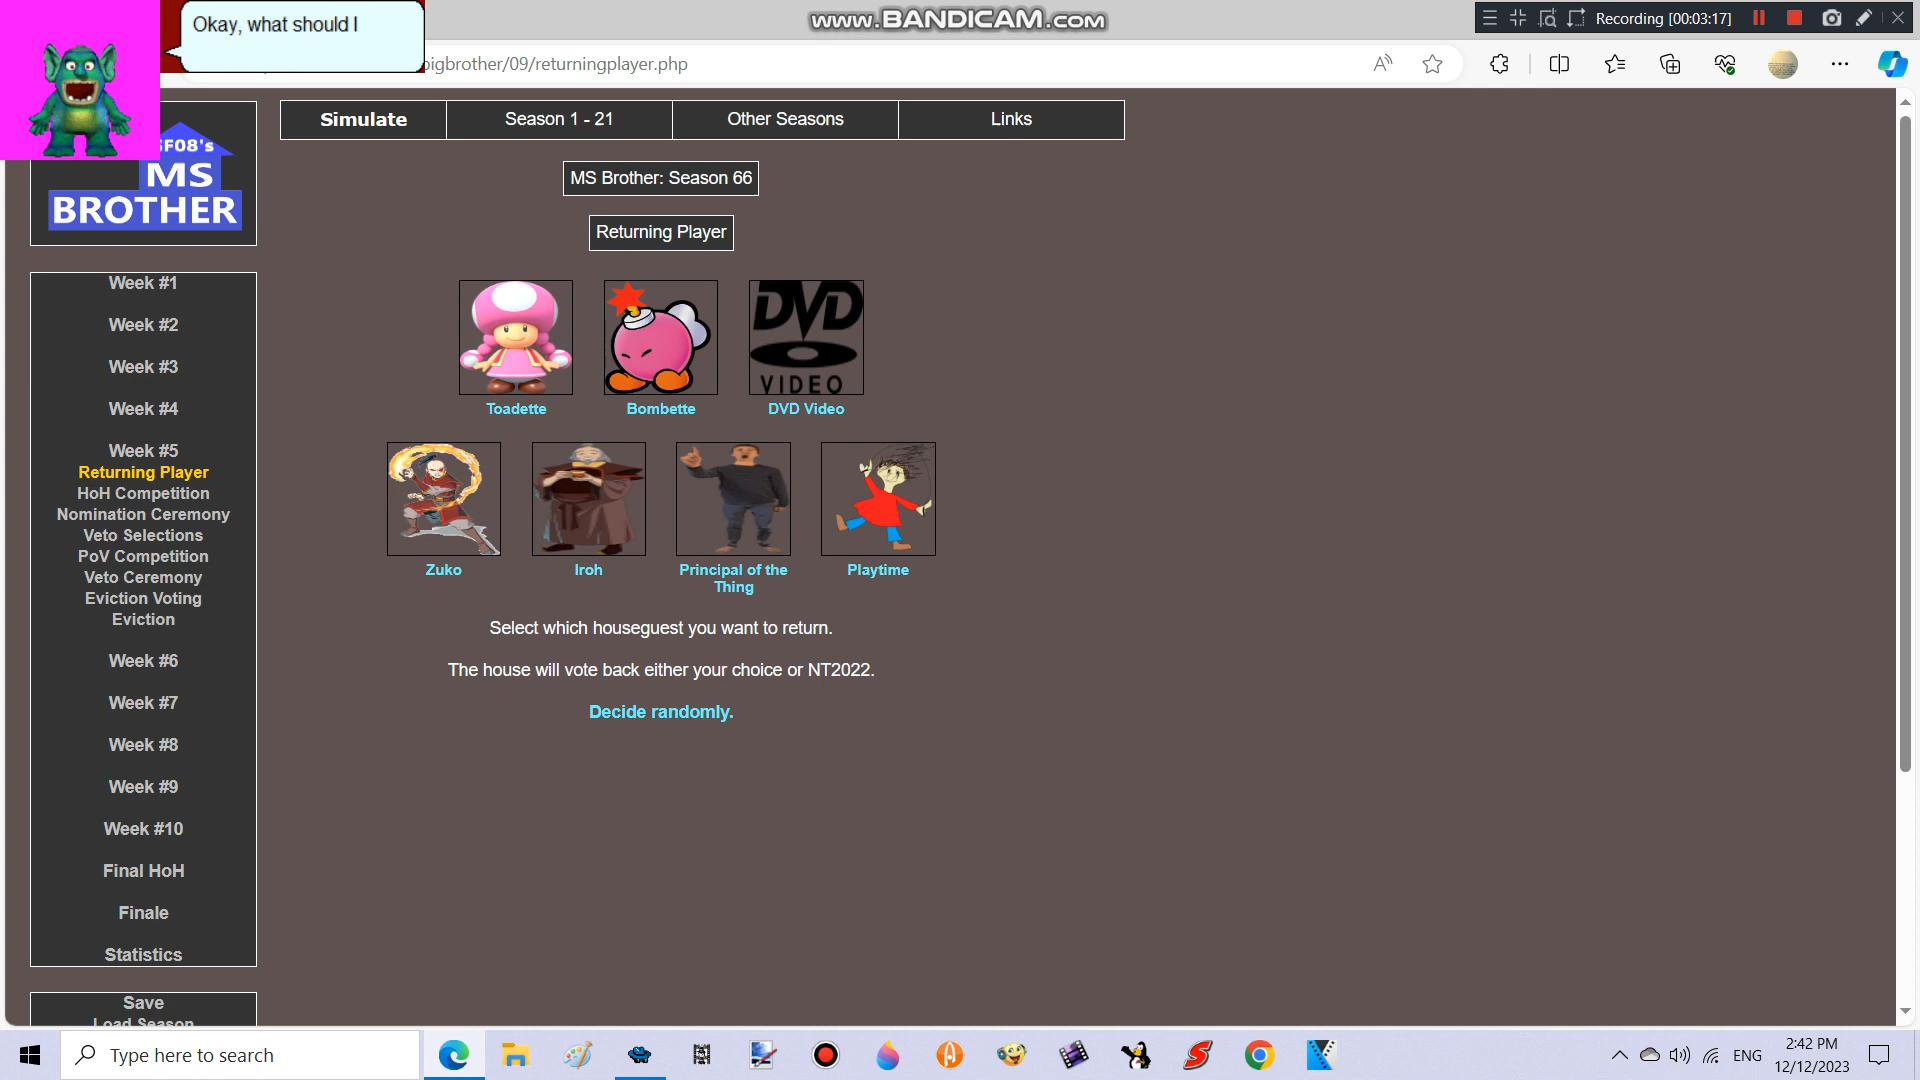 Okay, what should I
www.BANDICAM.com
Recording [00:03:17]
bigbrother/09/returningplayer.php
SF08's
MS
BROTHER
Simulate
Season 1 - 21
Other Seasons
Links
MS Brother: Season 66
Returning Player
DVD
VIDEO
Toadette
Bombette
DVD Video
Zuko
Iroh
Principal of the
Thing
Playtime
Select which houseguest you want to return.
The house will vote back either your choice or NT2022.
Decide randomly.
Week #1
Week #2
Week #3
Week #4
Week #5
Returning Player
HoH Competition
Nomination Ceremony
Veto Selections
PoV Competition
Veto Ceremony
Eviction Voting
Eviction
Week #6
Week #7
Week #8
Week #9
Week #10
Final HoH
Finale
Statistics
Save
Load Season
Type here to search
ENG
2:42 PM
12/12/2023